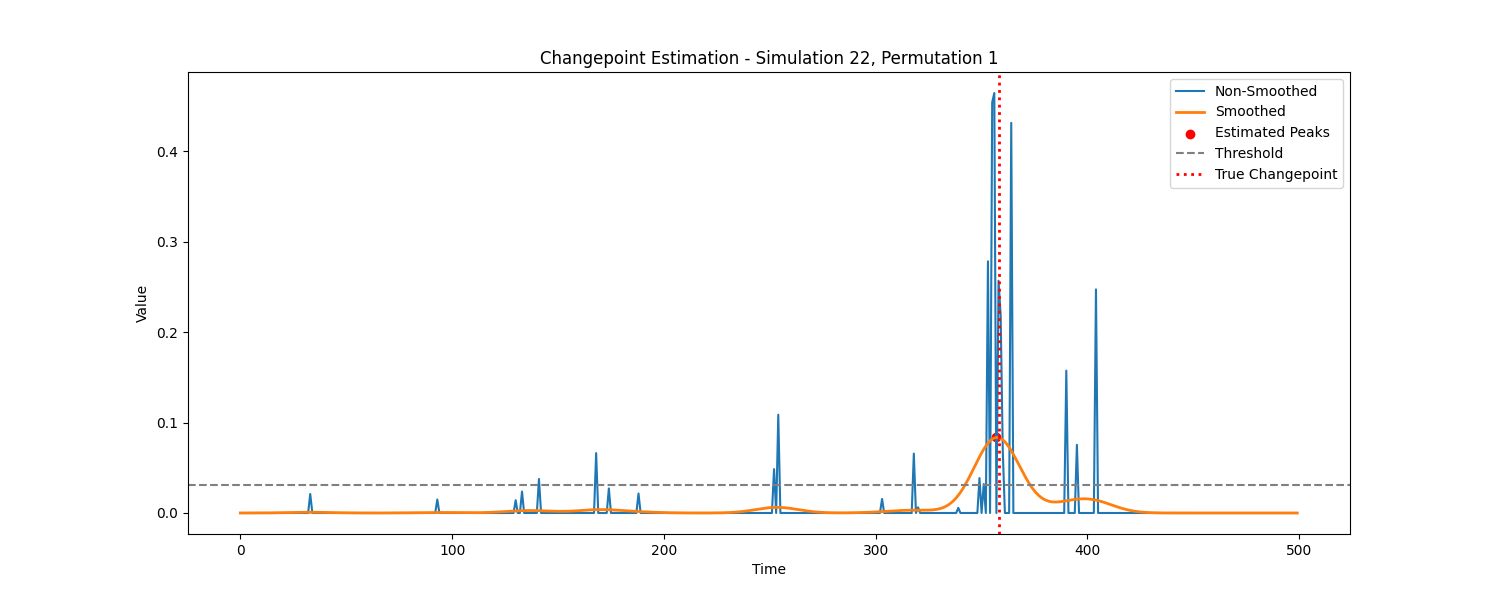 Changepoint Estimation - Simulation 22, Permutation 1
Non-Smoothed
Smoothed
Estimated Peaks
Threshold
True Changepoint
Value
0.4
0.3
0.2
0.1
0.0
0 100 200 300 400 500
Time